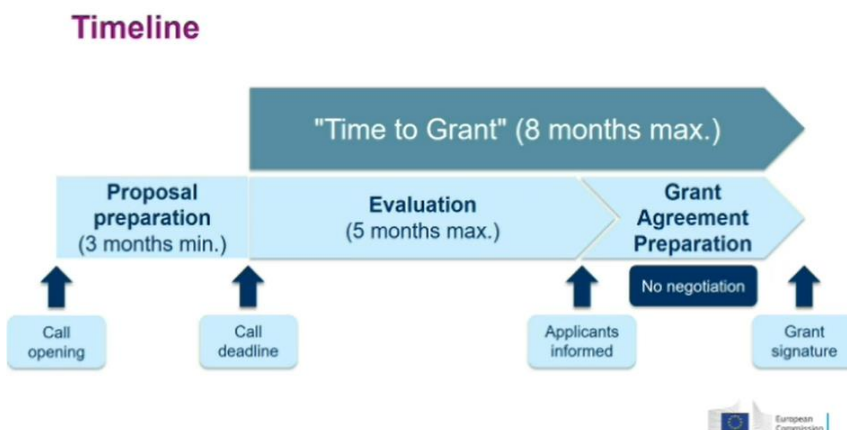 Timeline
"Time to Grant" (8 months max.)
Proposal
preparation
(3 months min.)
Evaluation
(5 months max.)
Grant
Agreement
Preparation
No negotiation
Call
opening
Call
deadline
Applicants
informed
Grant
signature
European
Commission